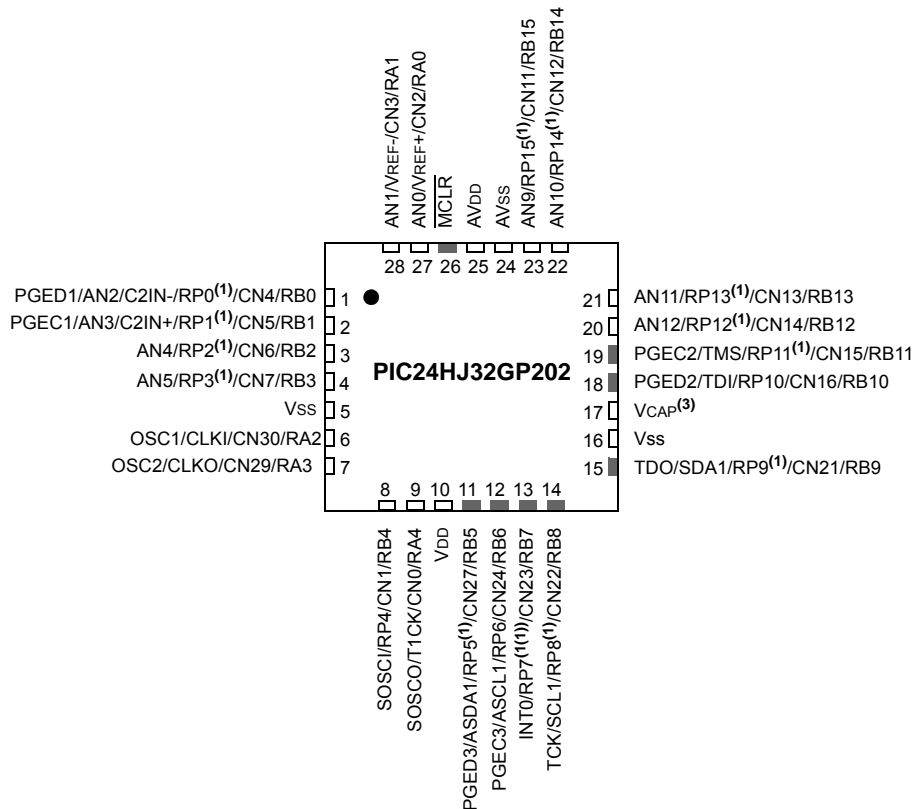 AN1/VREF-/CN3/RA1
AN0/VREF+/CN2/RA0
MCLR
AVDD
AVSS
AN9/RP15(1)/CN11/RB15
AN10/RP14(1)/CN12/RB14
28 27 26 25 24 23 22
PGED1/AN2/C2IN-/RP0(1)/CN4/RB0 1
PGEC1/AN3/C2IN+/RP1(1)/CN5/RB1 2
AN4/RP2(1)/CN6/RB2 3
AN5/RP3(1)/CN7/RB3 4
VSS 5
OSC1/CLKI/CN30/RA2 6
OSC2/CLKO/CN29/RA3 7
PIC24HJ32GP202
21 AN11/RP13(1)/CN13/RB13
20 AN12/RP12(1)/CN14/RB12
19 PGEC2/TMS/RP11(1)/CN15/RB11
18 PGED2/TDI/RP10/CN16/RB10
17 VCAP(3)
16 Vss
15 TDO/SDA1/RP9(1)/CN21/RB9
8 9 10 11 12 13 14
SOSCI/RP4/CN1/RB4
SOSCO/T1CK/CN0/RA4
VDD
PGED3/ASDA1/RP5(1)/CN27/RB5
PGEC3/ASCL1/RP6/CN24/RB6
INT0/RP7(1(1))/CN23/RB7
TCK/SCL1/RP8(1)/CN22/RB8